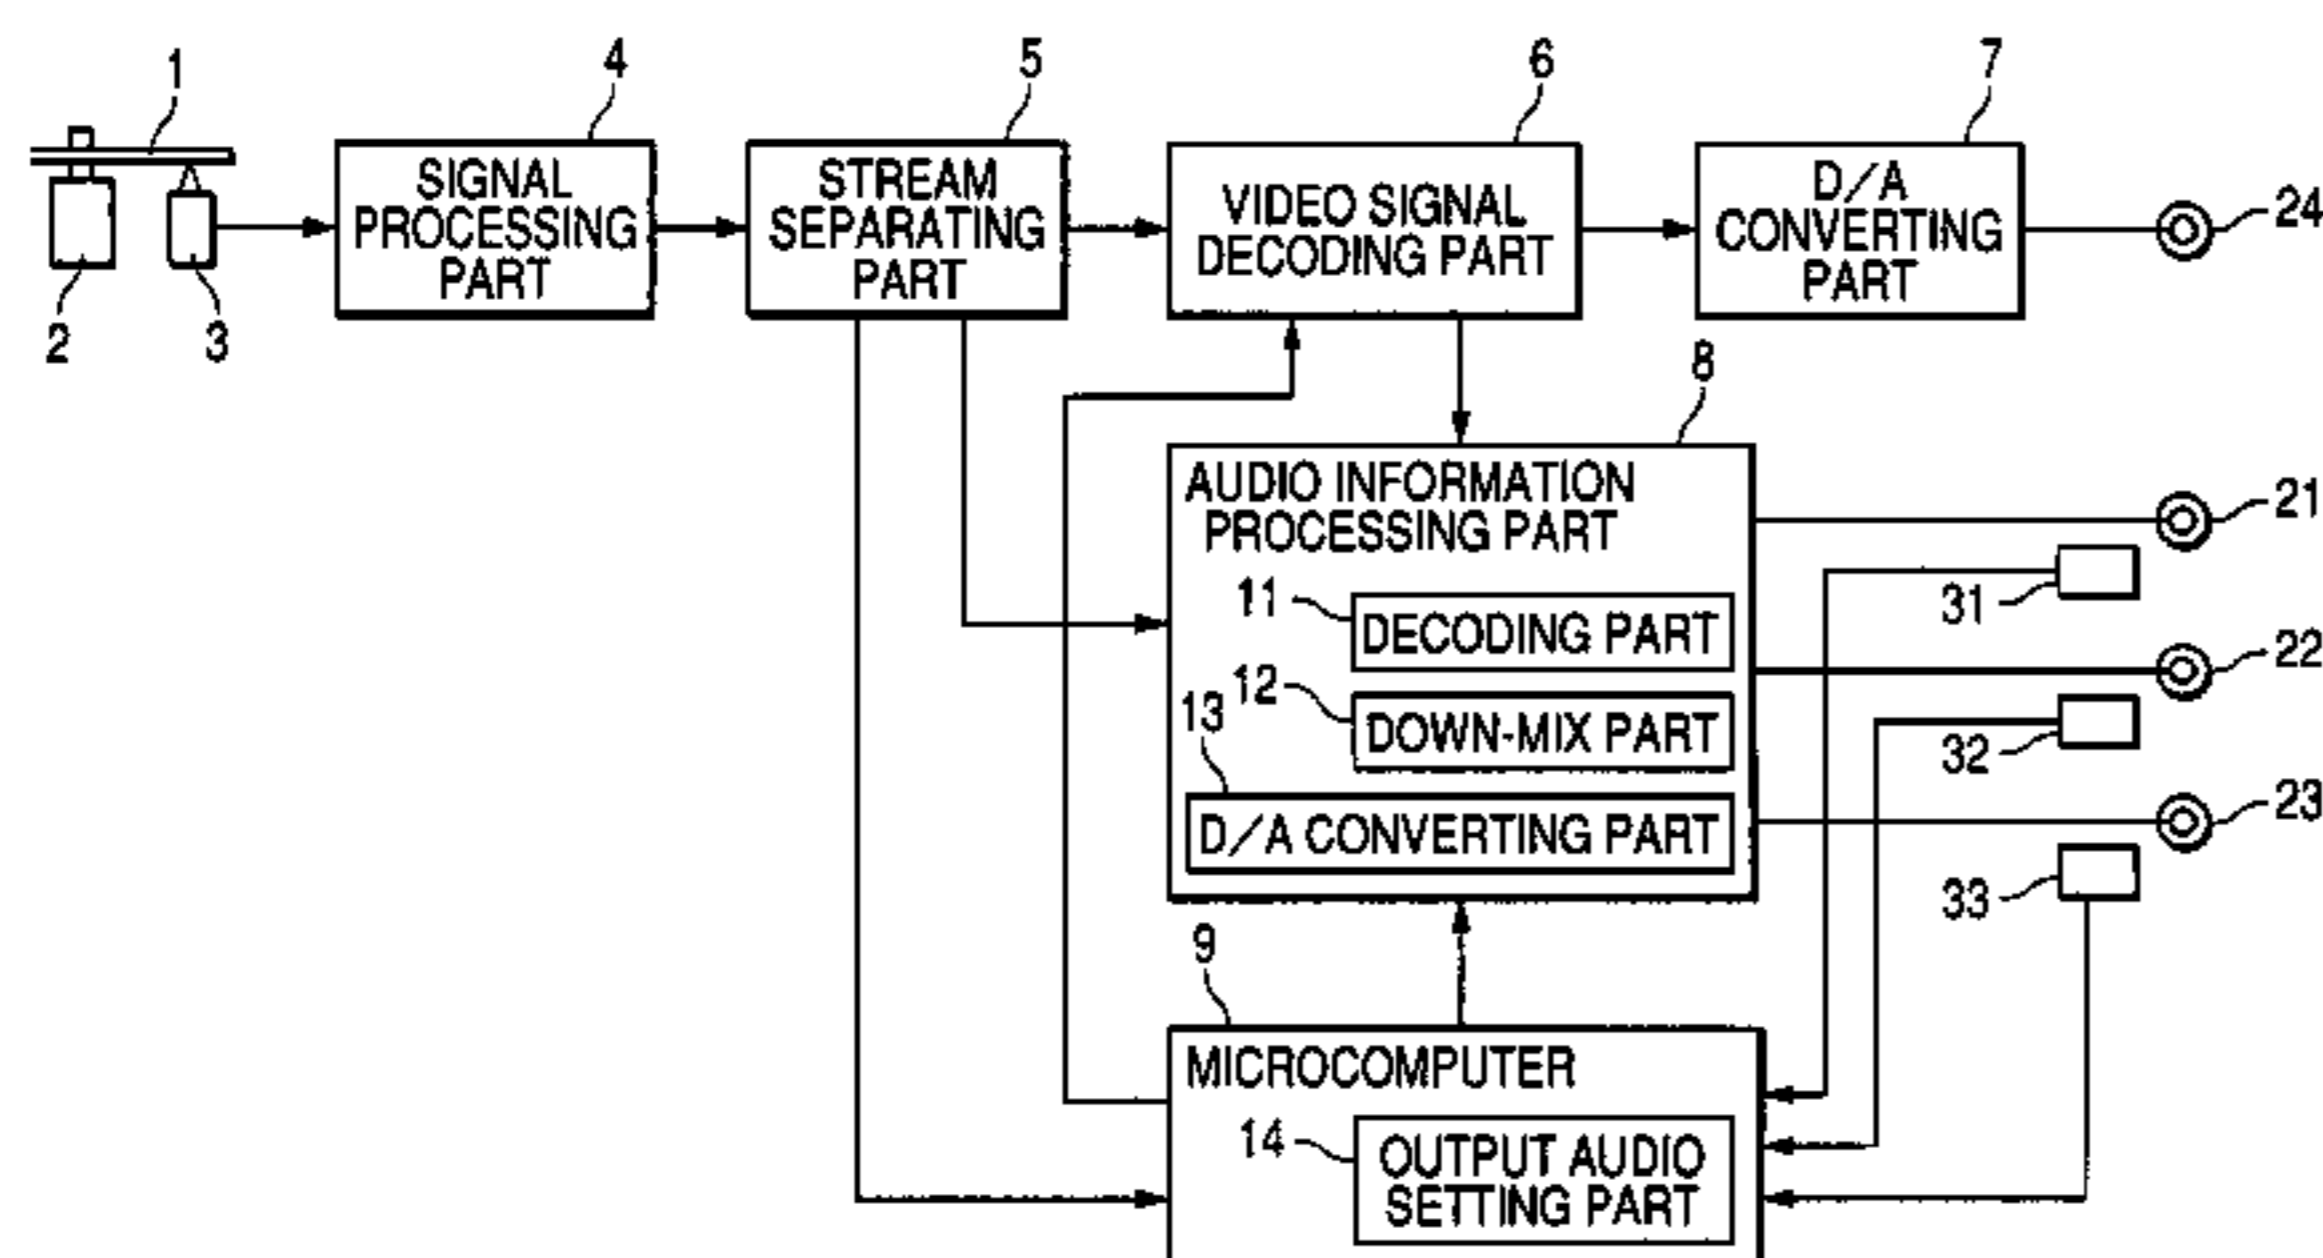 1
4
5
6
7
SIGNAL
PROCESSING
PART
STREAM
SEPARATING
PART
VIDEO SIGNAL
DECODING PART
D/A
CONVERTING
PART
24
2
3
8
AUDIO INFORMATION
PROCESSING PART
21
11
DECODING PART
31
22
12
DOWN-MIX PART
32
13
D/A CONVERTING PART
23
33
9
MICROCOMPUTER
14
OUTPUT AUDIO
SETTING PART